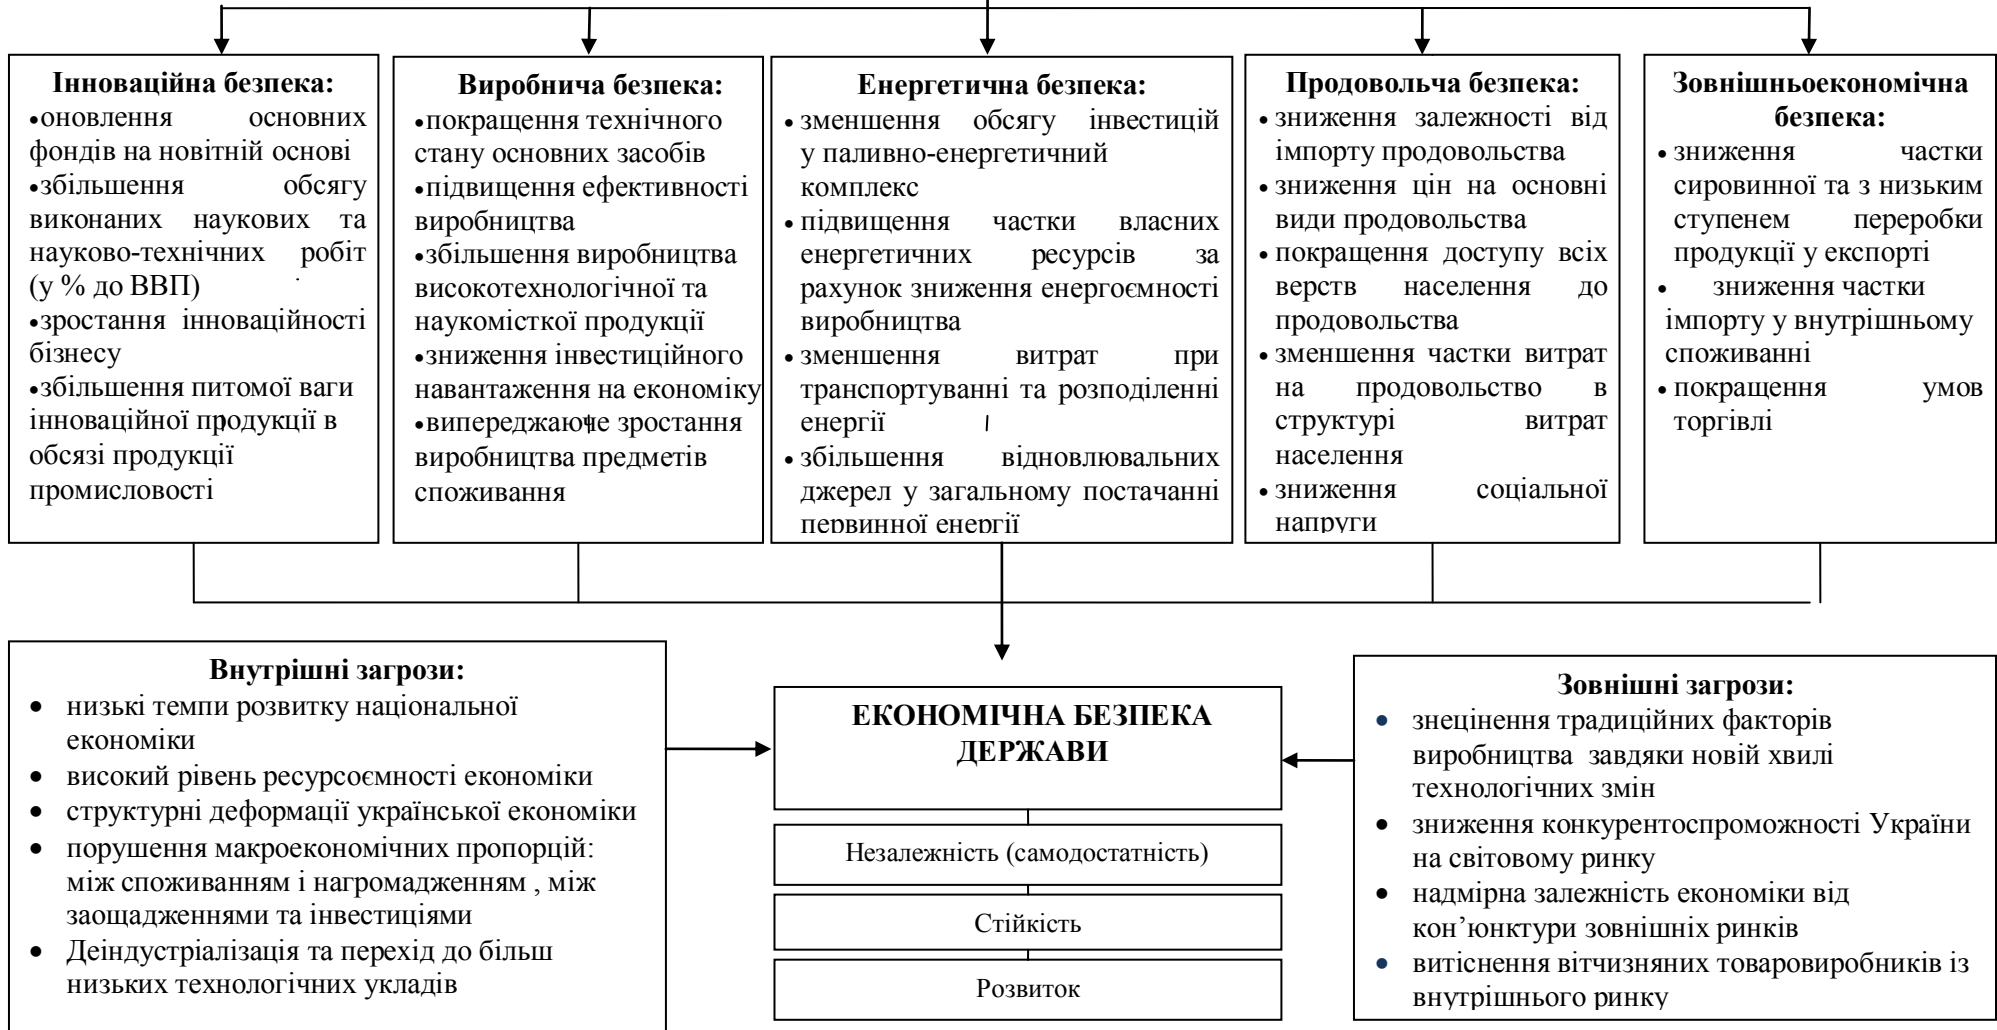 Інноваційна безпека:
•оновлення основних
фондів на новітній основі
•збільшення обсягу
виконаних наукових та
науково-технічних робіт
(у % до ВВП)
•зростання інноваційності
бізнесу
•збільшення питомої ваги
інноваційної продукції в
обсязі продукції
промисловості
Виробнича безпека:
•покращення технічного
стану основних засобів
•підвищення ефективності
виробництва
•збільшення виробництва
високотехнологічної та
наукомісткої продукції
•зниження інвестиційного
навантаження на економіку
•випереджаюче зростання
виробництва предметів
споживання
Енергетична безпека:
• зменшення обсягу інвестицій
у паливно-енергетичний
комплекс
• підвищення частки власних
енергетичних ресурсів за
рахунок зниження енергоємності
виробництва
• зменшення витрат при
транспортуванні та розподіленні
енергії
• збільшення відновлювальних
джерел у загальному постачанні
первинної енергії
Продовольча безпека:
• зниження залежності від
імпорту продовольства
• зниження цін на основні
види продовольства
• покращення доступу всіх
верств населення до
продовольства
• зменшення частки витрат
на продовольство в
структурі витрат
населення
• зниження соціальної
напруги
Зовнішньоекономічна
безпека:
• зниження частки
сировинної та з низьким
ступенем переробки
продукції у експорті
• зниження частки
імпорту у внутрішньому
споживанні
• покращення умов
торгівлі
Внутрішні загрози:
• низькі темпи розвитку національної
економіки
• високий рівень ресурсоємності економіки
• структурні деформації української економіки
• порушення макроекономічних пропорцій:
між споживанням і нагромадженням , між
заощадженнями та інвестиціями
• Деіндустріалізація та перехід до більш
низьких технологічних укладів
ЕКОНОМІЧНА БЕЗПЕКА
ДЕРЖАВИ
Незалежність (самодостатність)
Стійкість
Розвиток
Зовнішні загрози:
• знецінення традиційних факторів
виробництва завдяки новій хвилі
технологічних змін
• зниження конкурентоспроможності України
на світовому ринку
• надмірна залежність економіки від
кон’юнктури зовнішніх ринків
• витіснення вітчизняних товаровиробників із
внутрішнього ринку